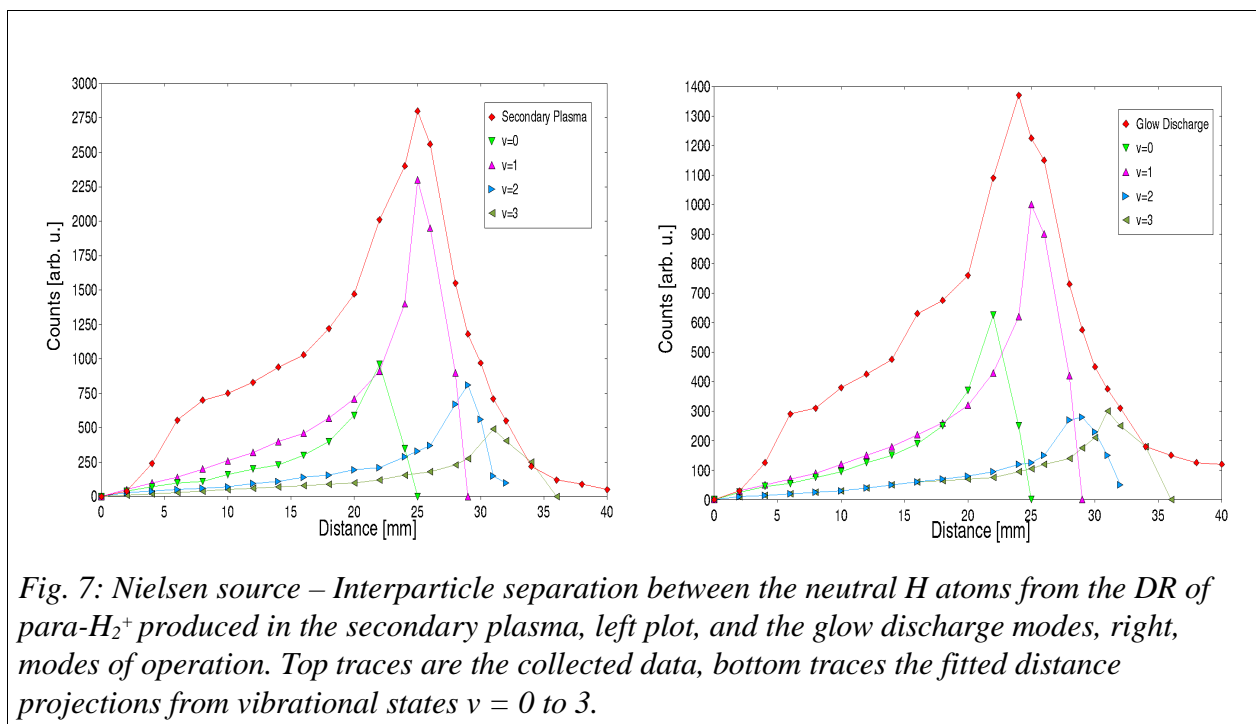 3000
2750
2500
2250
2000
1750
1500
1250
1000
750
500
250
0
Counts [arb. u.]
0 5 10 15 20 25 30 35 40
Distance [mm]
Secondary Plasma
v=0
v=1
v=2
v=3
1400
1300
1200
1100
1000
900
800
700
600
500
400
300
200
100
0
Counts [arb. u.]
0 5 10 15 20 25 30 35 40
Distance [mm]
Glow Discharge
v=0
v=1
v=2
v=3
Fig. 7: Nielsen source – Interparticle separation between the neutral H atoms from the DR of
para-H₂⁺ produced in the secondary plasma, left plot, and the glow discharge modes, right,
modes of operation. Top traces are the collected data, bottom traces the fitted distance
projections from vibrational states v = 0 to 3.